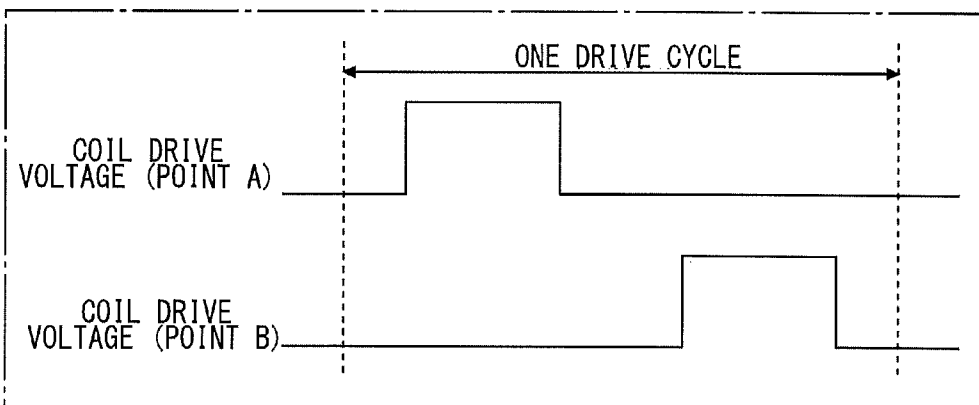 ONE DRIVE CYCLE
COIL DRIVE
VOLTAGE (POINT A)
COIL DRIVE
VOLTAGE (POINT B)